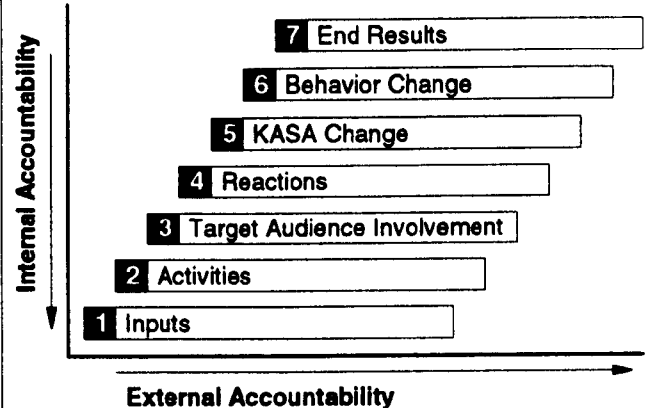 7 End Results
6 Behavior Change
5 KASA Change
4 Reactions
3 Target Audience Involvement
2 Activities
1 Inputs
Internal Accountability
External Accountability